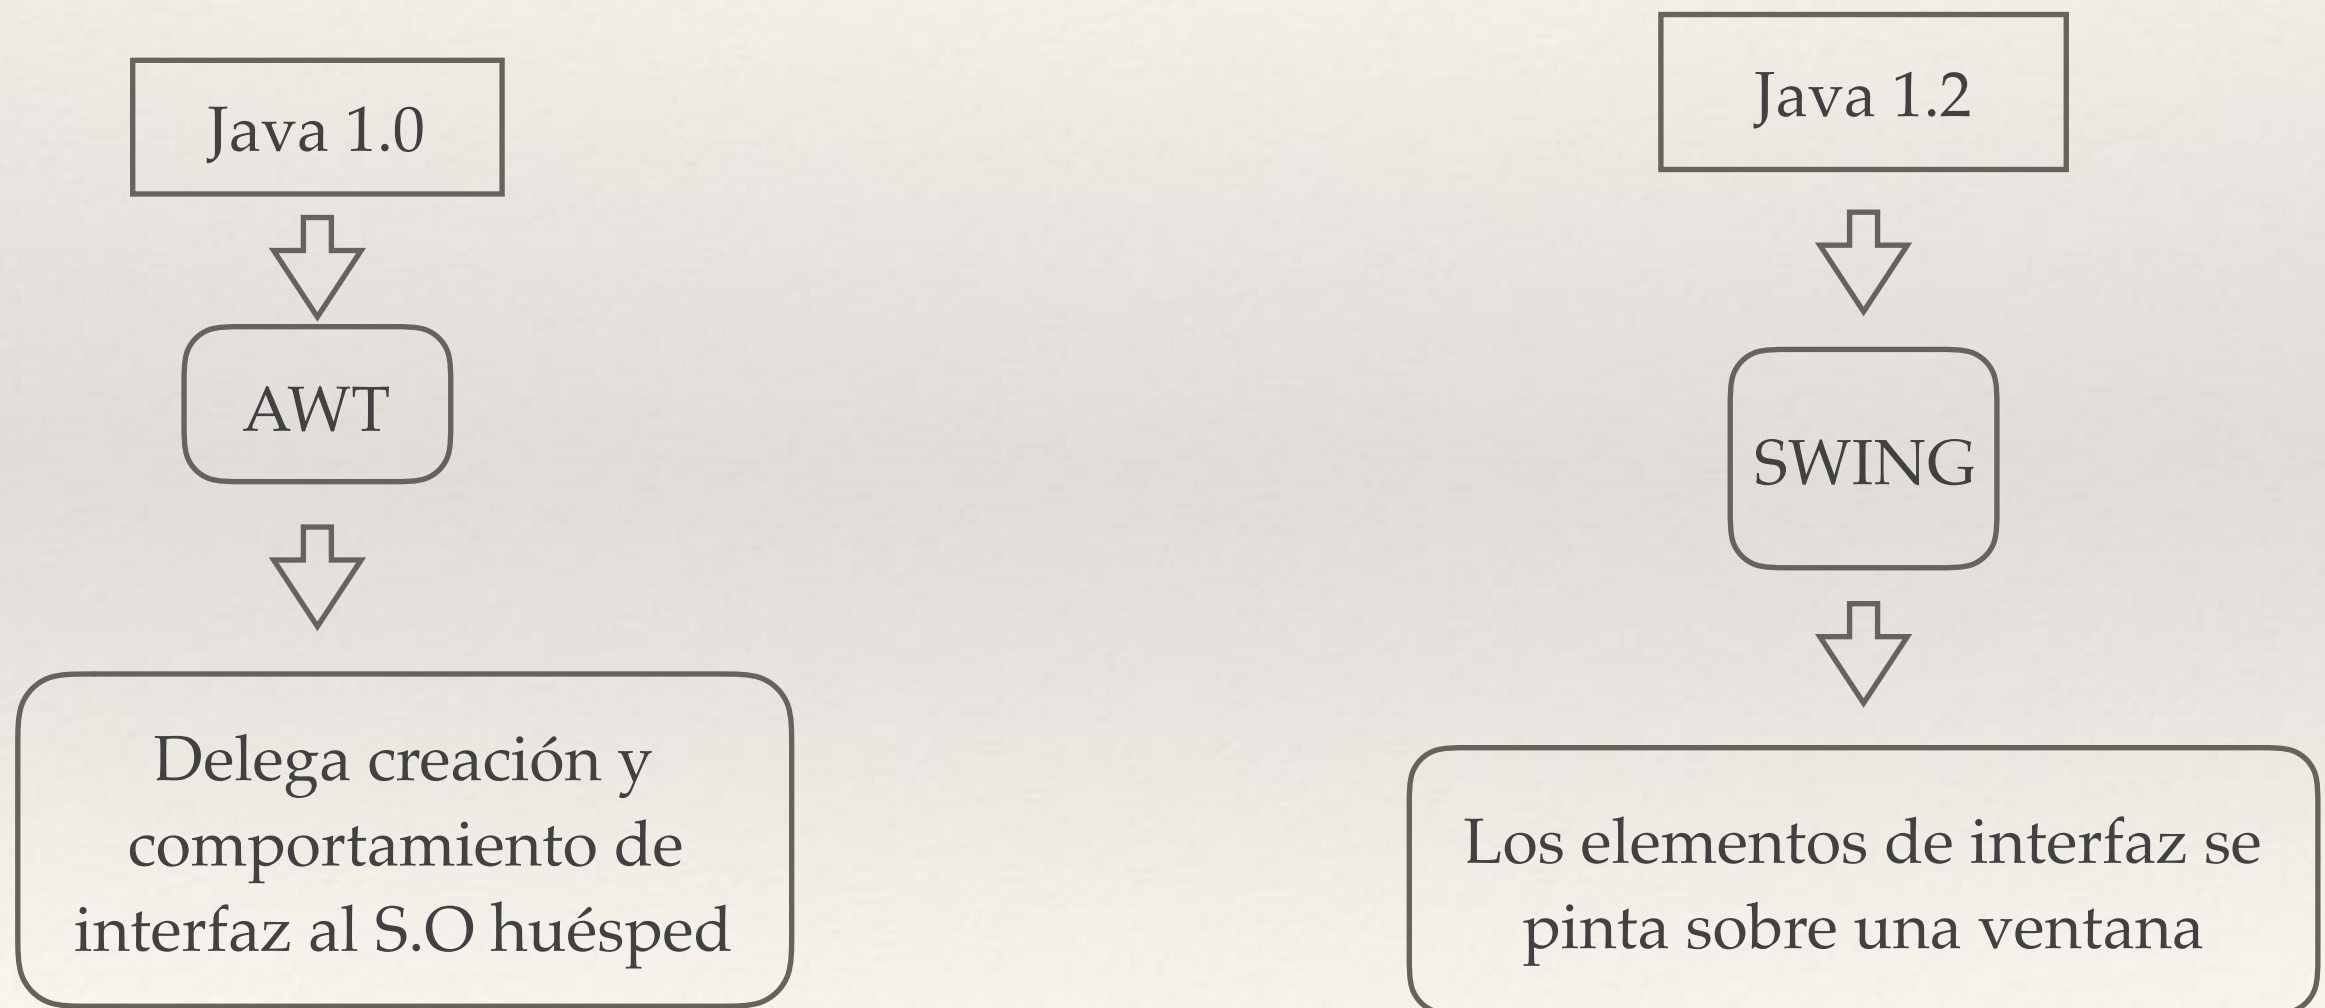 Java 1.0
AWT
Delega creación y
comportamiento de
interfaz al S.O huésped
Java 1.2
SWING
Los elementos de interfaz se
pinta sobre una ventana